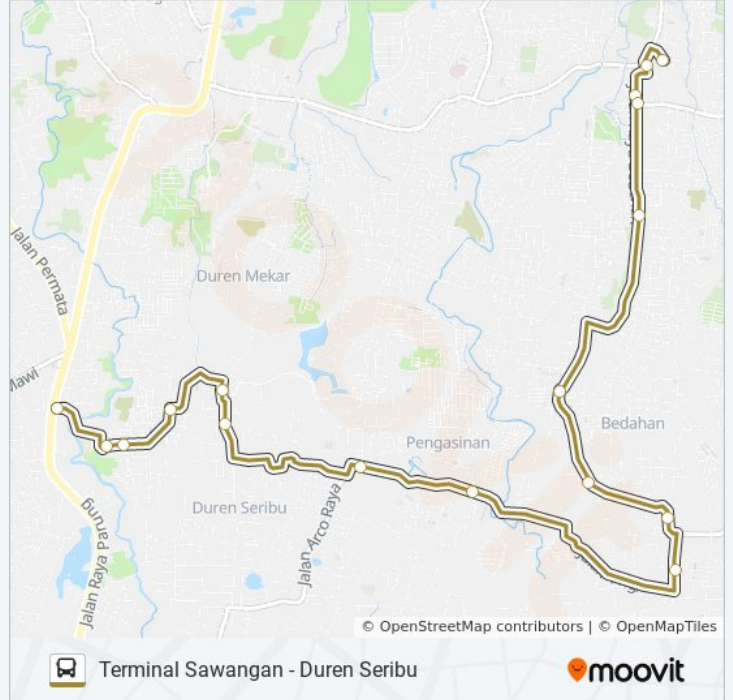 Jalan Permata
Duren Mekar
Mawi
Bedahan
Pengasinan
Duren Seribu
Jalan Arco Raya
Jalan Raya Parung
© OpenStreetMap contributors | © OpenMapTiles
Terminal Sawangan - Duren Seribu
moovit